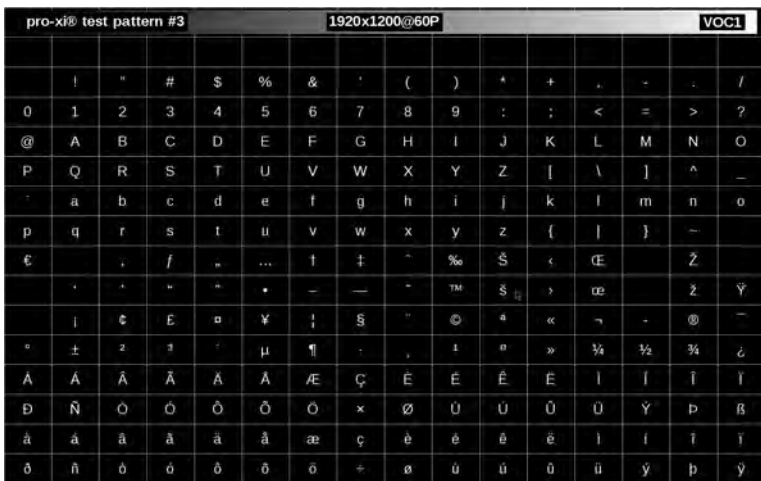 pro-xi® test pattern #3 1920x1200@60P VOC1
! " # $ % & ' ( ) * + , - . /
0 1 2 3 4 5 6 7 8 9 : ; < = > ?
@ A B C D E F G H I J K L M N O
P Q R S T U V W X Y Z [ \ ] ^ _
` a b c d e f g h i j k l m n o
p q r s t u v w x y z { | } ~
€ ‚ ƒ „ … † ‡ ˆ ‰ Š ‹ Œ Ž
‘ ’ “ ” • – — ˜ ™ š › œ ž Ÿ
¡ ¢ £ ¤ ¥ ¦ § ¨ © ª « ¬ - ® ¯
° ± ² ³ ´ µ ¶ · ¸ ¹ º » ¼ ½ ¾ ¿
À Á Â Ã Ä Å Æ Ç È É Ê Ë Ì Í Î Ï
Ð Ñ Ò Ó Ô Õ Ö × Ø Ù Ú Û Ü Ý Þ ß
à á â ã ä å æ ç è é ê ë ì í î ï
ð ñ ò ó ô õ ö ÷ ø ù ú û ü ý þ ÿ